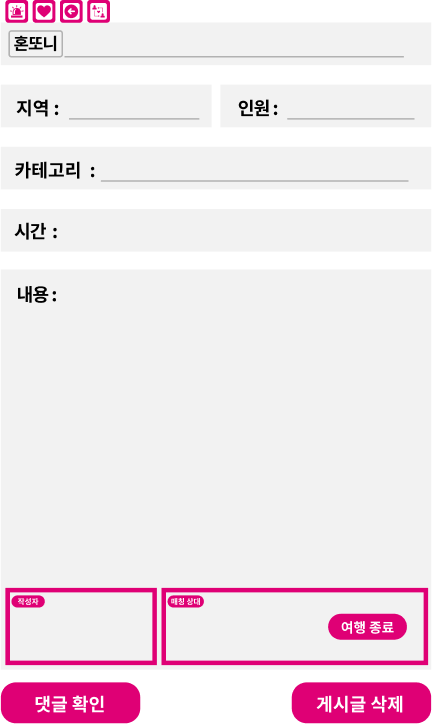 혼또니
지역 : 인원 :
카테고리 :
시간 :
내용 :
작성자 매칭 상대
여행 종료
댓글 확인 게시글 삭제